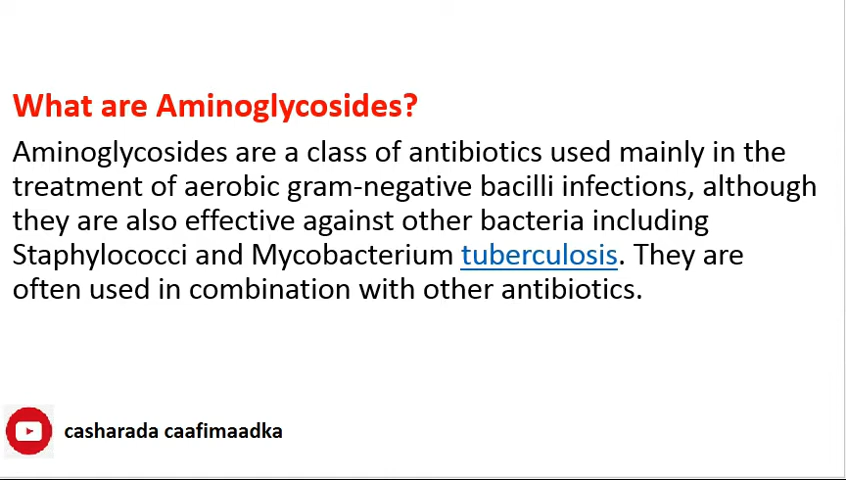 What are Aminoglycosides?
Aminoglycosides are a class of antibiotics used mainly in the
treatment of aerobic gram-negative bacilli infections, although
they are also effective against other bacteria including
Staphylococci and Mycobacterium tuberculosis. They are
often used in combination with other antibiotics.
casharada caafimaadka